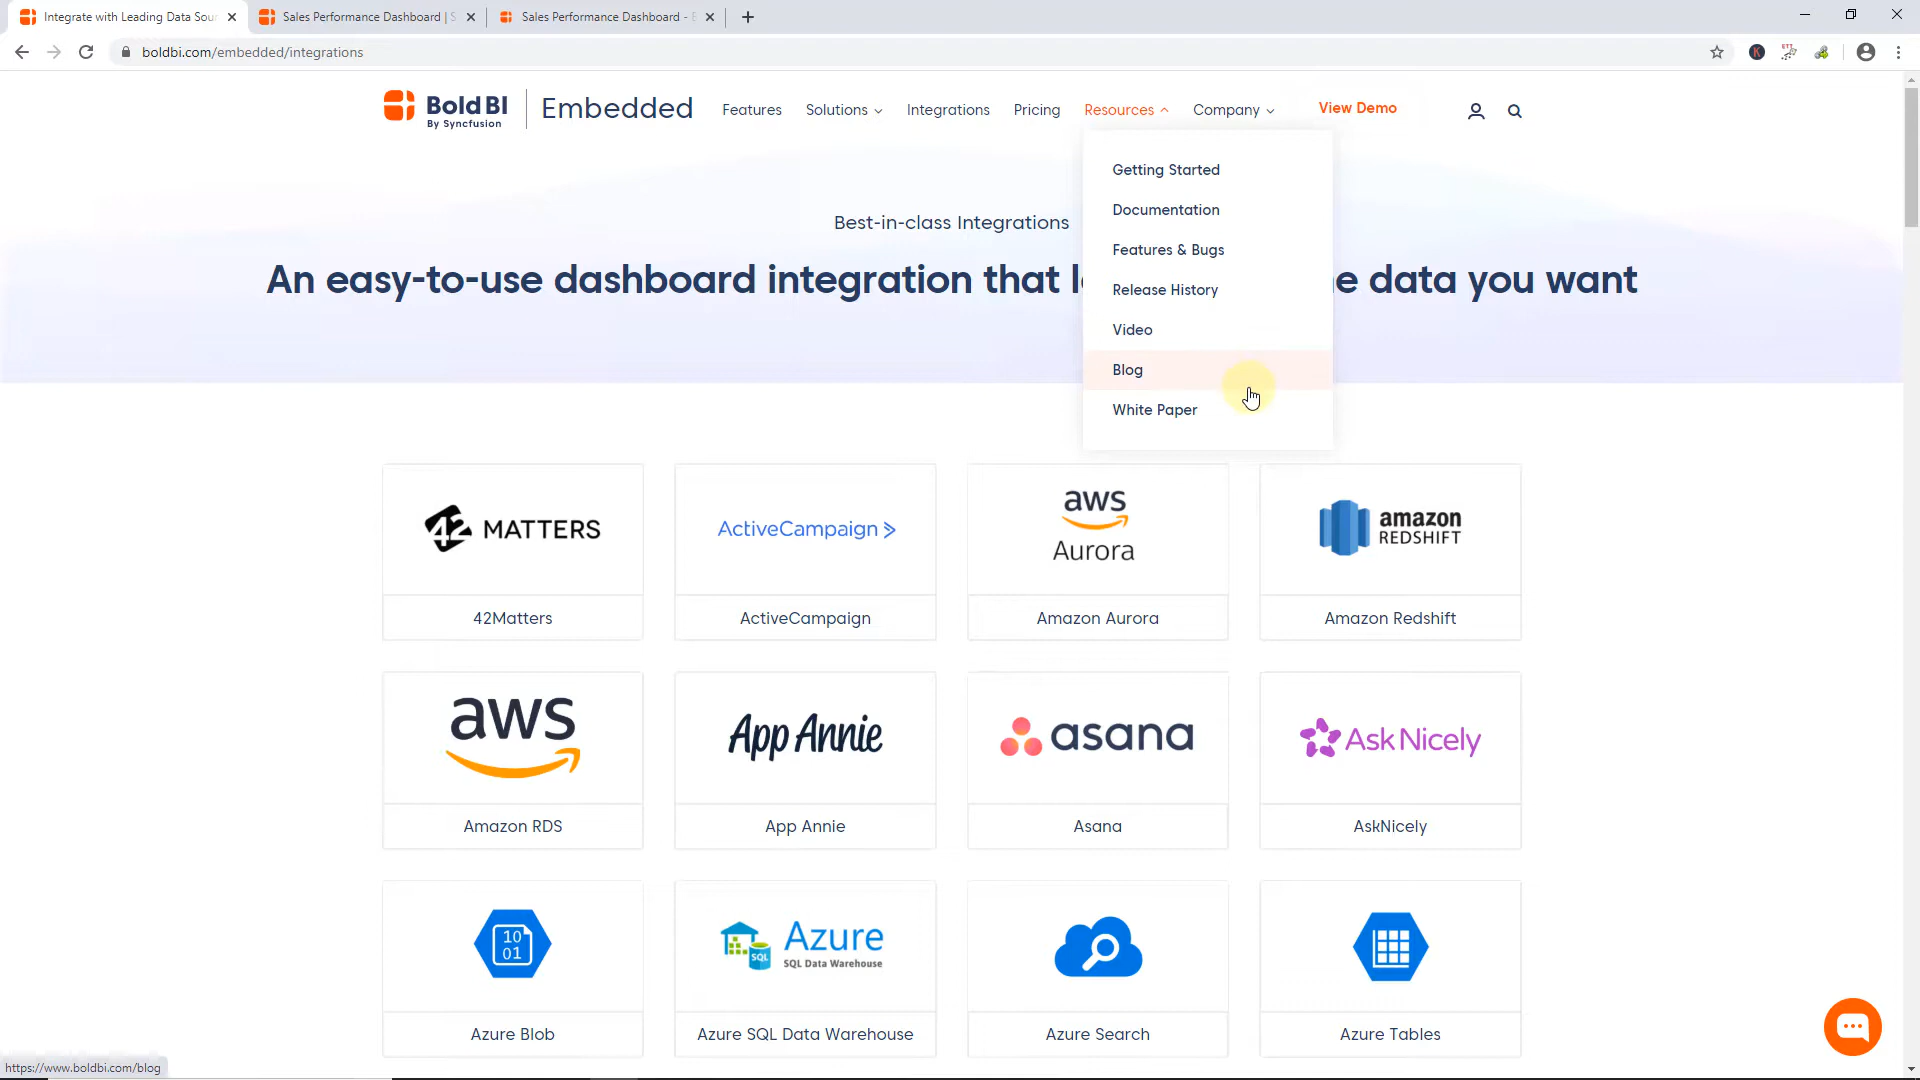 Integrate with Leading Data Sour
Sales Performance Dashboard | S
Sales Performance Dashboard - B
boldbi.com/embedded/integrations
Bold BI
By Syncfusion
Embedded
Features
Solutions
Integrations
Pricing
Resources
Company
View Demo
Getting Started
Documentation
Features & Bugs
Release History
Video
Blog
White Paper
Best-in-class Integrations
An easy-to-use dashboard integration that l e data you want
42 MATTERS
ActiveCampaign >
aws
Aurora
amazon
REDSHIFT
42Matters
ActiveCampaign
Amazon Aurora
Amazon Redshift
aws
App Annie
asana
AskNicely
Amazon RDS
App Annie
Asana
AskNicely
10
01
SQL
Azure
SQL Data Warehouse
Azure Blob
Azure SQL Data Warehouse
Azure Search
Azure Tables
https://www.boldbi.com/blog